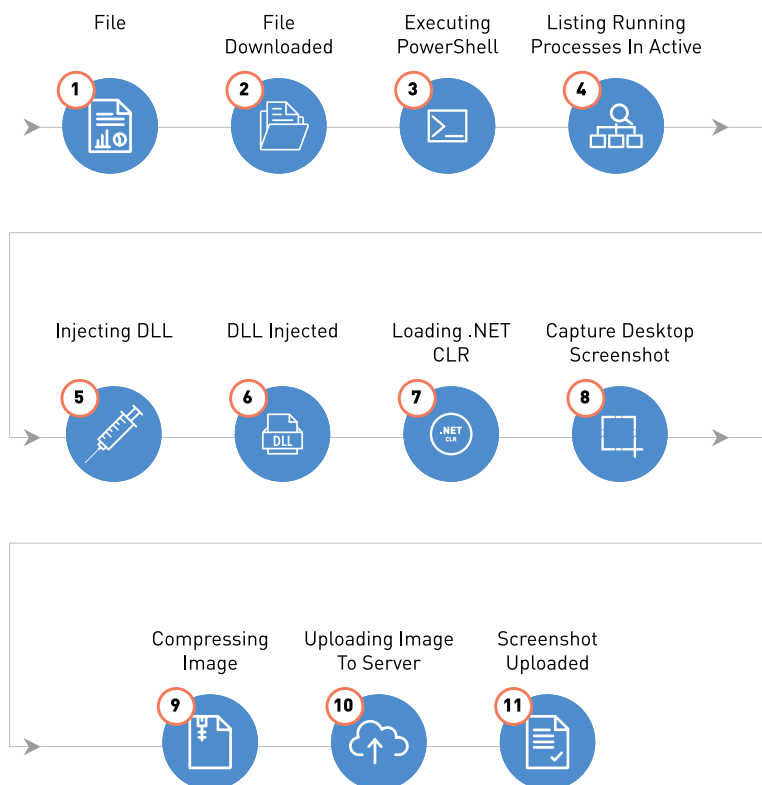 File
File
Downloaded
Executing
PowerShell
Listing Running
Processes In Active
1
2
3
4
Injecting DLL
DLL Injected
Loading .NET
CLR
Capture Desktop
Screenshot
5
6
7
8
DLL
.NET
CLR
Compressing
Image
Uploading Image
To Server
Screenshot
Uploaded
9
10
11